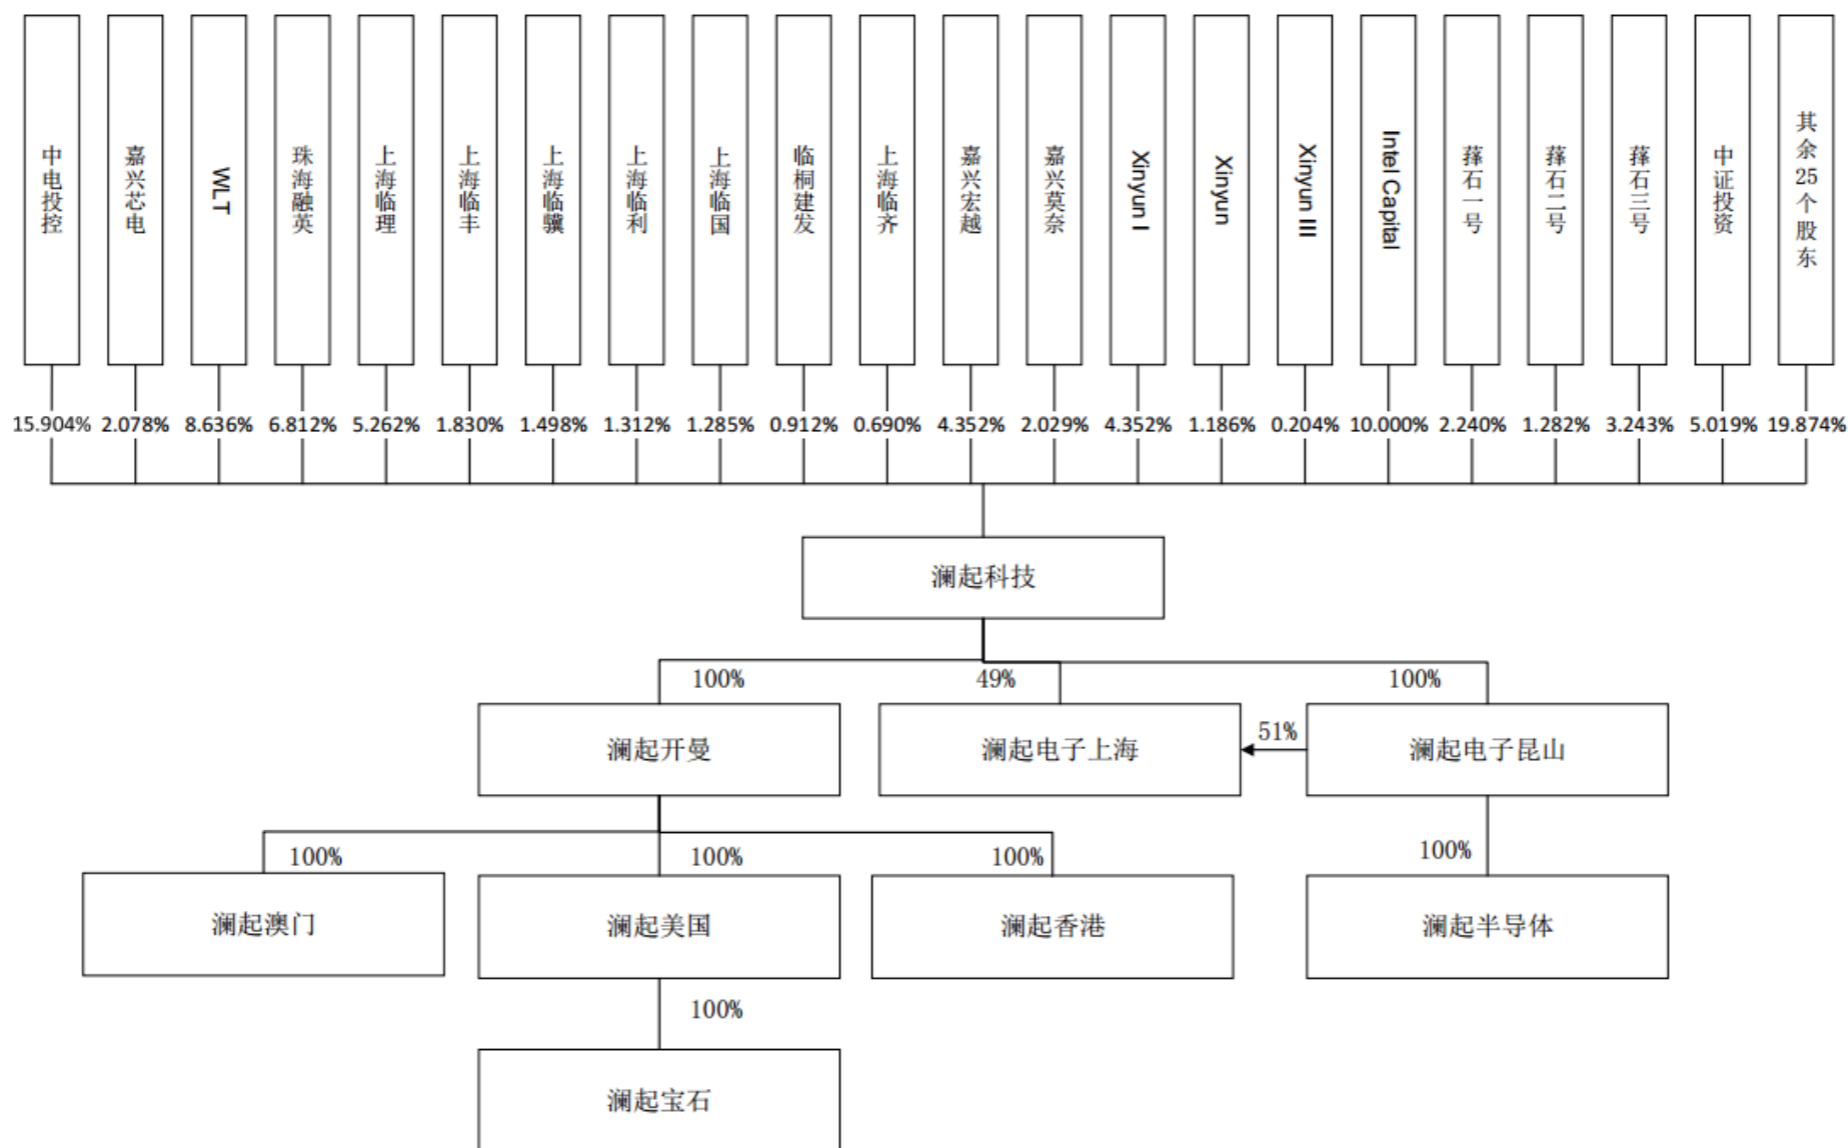 中电投控
嘉兴芯电
WLT
珠海融英
上海临理
上海临丰
上海临骥
上海临利
上海临国
临桐建发
上海临齐
嘉兴宏越
嘉兴莫奈
Xinyun I
Xinyun
Xinyun III
Intel Capital
萚石一号
萚石二号
萚石三号
中证投资
其余25个股东
15.904% 2.078% 8.636% 6.812% 5.262% 1.830% 1.498% 1.312% 1.285% 0.912% 0.690% 4.352% 2.029% 4.352% 1.186% 0.204% 10.000% 2.240% 1.282% 3.243% 5.019% 19.874%
澜起科技
100% 49% 100%
澜起开曼 澜起电子上海 51% 澜起电子昆山
100% 100% 100% 100%
澜起澳门 澜起美国 澜起香港 澜起半导体
100%
澜起宝石